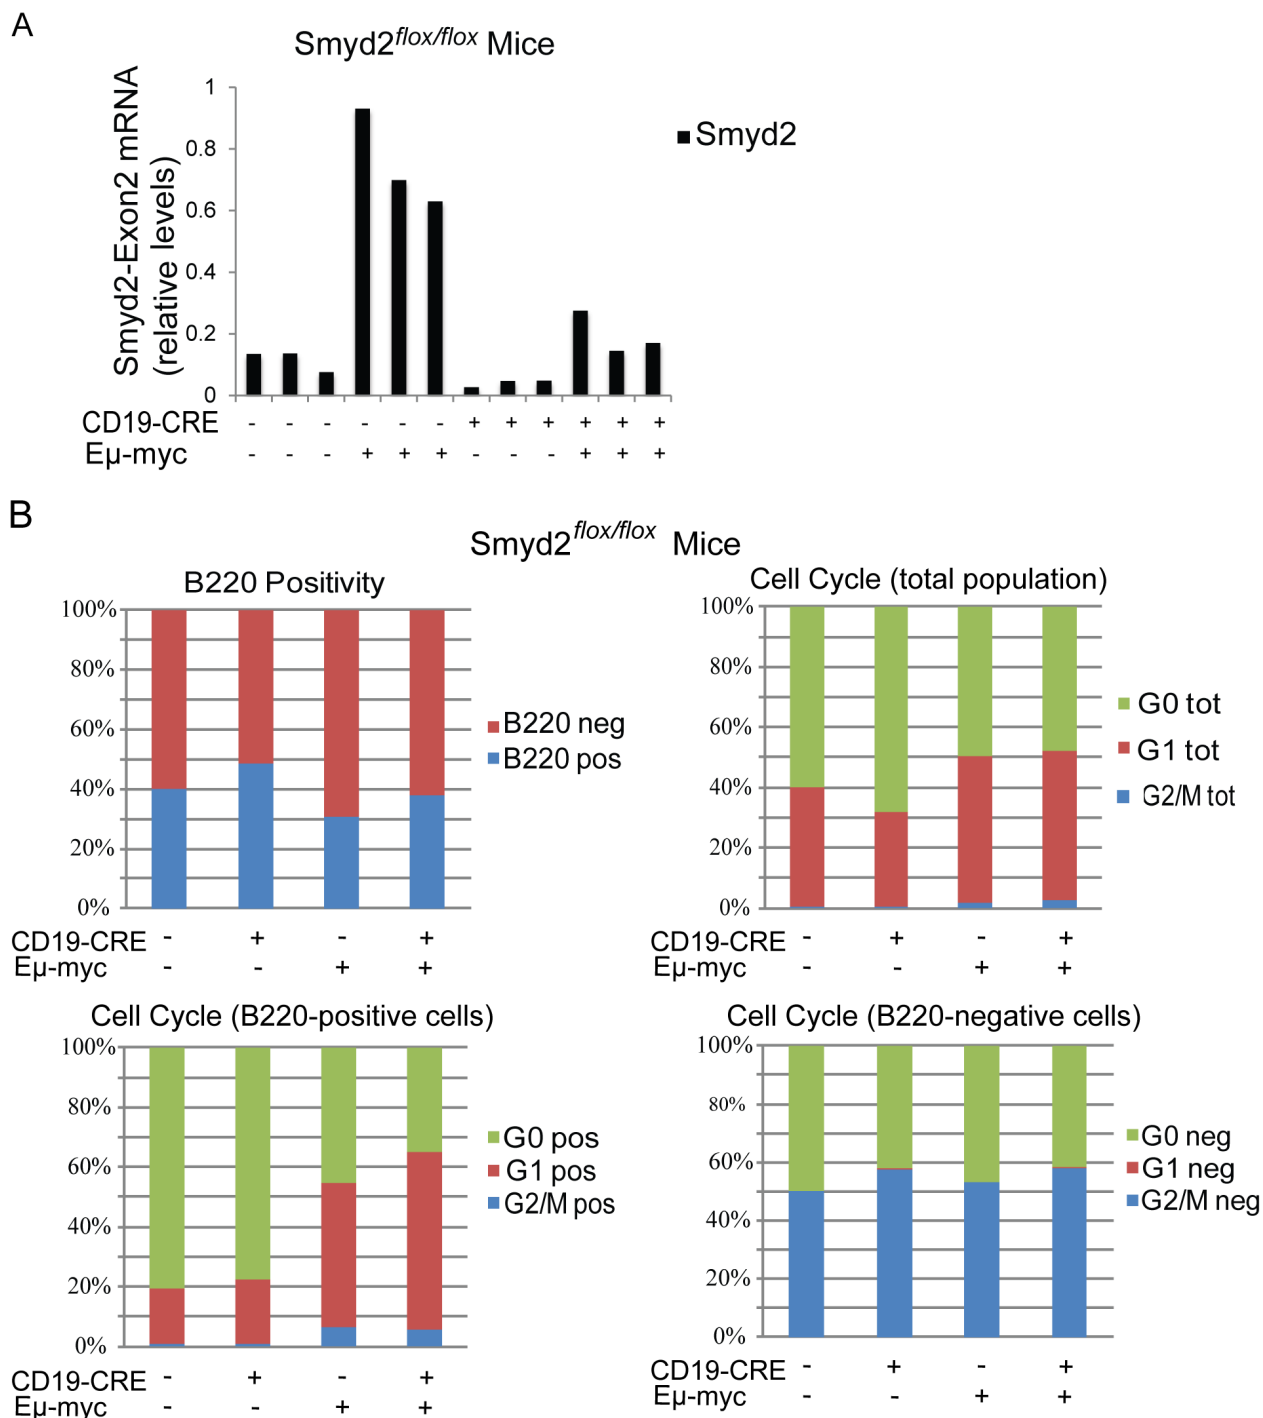 A
Smyd2flox/flox Mice
Smyd2-Exon2 mRNA
(relative levels)
1
0.8
0.6
0.4
0.2
0
Smyd2
CD19-CRE - - - - - - + + + + + +
Eμ-myc - - - + + + - - - + + +
B
Smyd2flox/flox Mice
B220 Positivity
100%
80%
60%
40%
20%
0%
B220 neg
B220 pos
CD19-CRE - + - +
Eμ-myc - - + +
Cell Cycle (total population)
100%
80%
60%
40%
20%
0%
G0 tot
G1 tot
G2/M tot
CD19-CRE - + - +
Eμ-myc - - + +
Cell Cycle (B220-positive cells)
100%
80%
60%
40%
20%
0%
G0 pos
G1 pos
G2/M pos
CD19-CRE - + - +
Eμ-myc - - + +
Cell Cycle (B220-negative cells)
100%
80%
60%
40%
20%
0%
G0 neg
G1 neg
G2/M neg
CD19-CRE - + - +
Eμ-myc - - + +